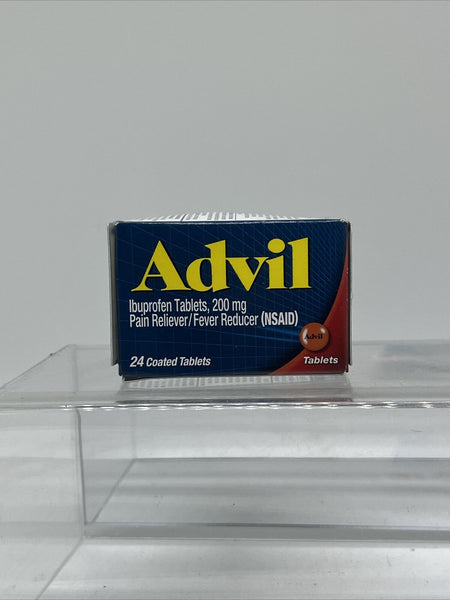 Advil
Ibuprofen Tablets, 200 mg
Pain Reliever/Fever Reducer (NSAID)
Advil
24 Coated Tablets
Tablets